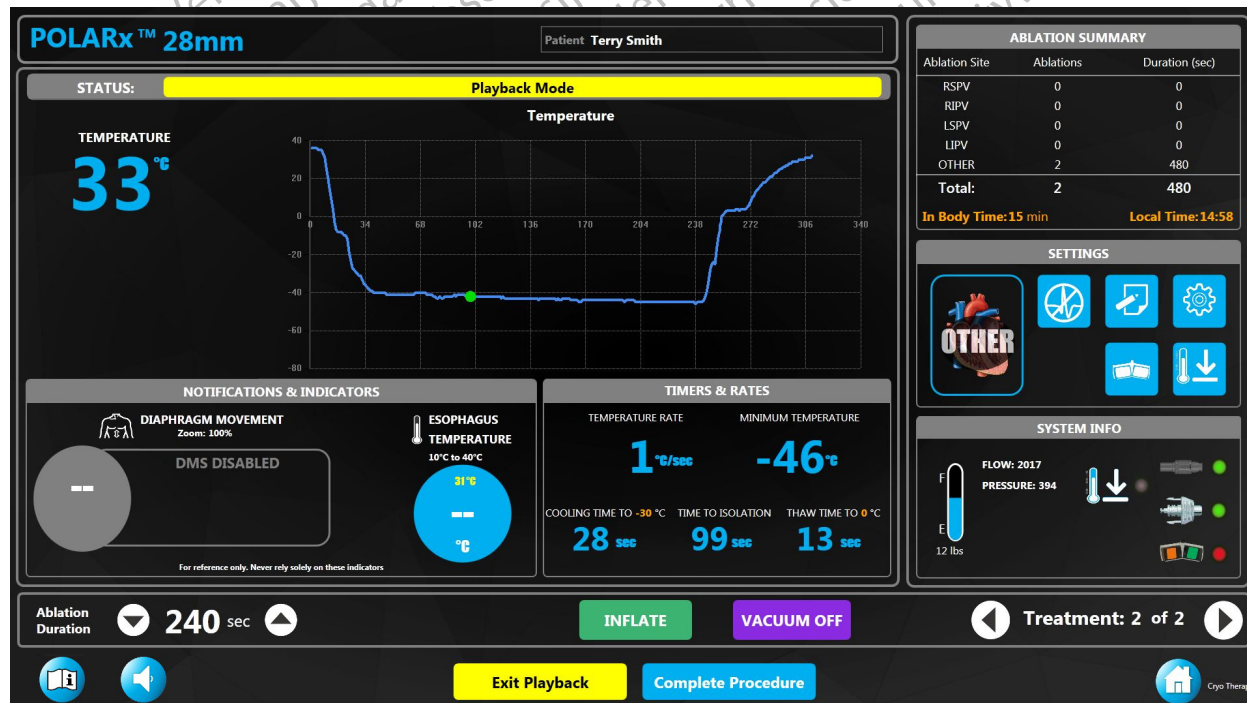 POLARx™ 28mm
Patient Terry Smith
STATUS:
Playback Mode
TEMPERATURE
33°C
Temperature
40
20
0
-20
-40
-60
-80
0 34 68 102 136 170 204 238 272 306 340
NOTIFICATIONS & INDICATORS
DIAPHRAGM MOVEMENT
Zoom: 100%
DMS DISABLED
--
ESOPHAGUS
TEMPERATURE
10°C to 40°C
31°C
--
°C
For reference only. Never rely solely on these indicators
TIMERS & RATES
TEMPERATURE RATE MINIMUM TEMPERATURE
1°C/sec -46°C
COOLING TIME TO -30 °C TIME TO ISOLATION THAW TIME TO 0 °C
28 sec 99 sec 13 sec
ABLATION SUMMARY
Ablation Site Ablations Duration (sec)
RSPV 0 0
RIPV 0 0
LSPV 0 0
LIPV 0 0
OTHER 2 480
Total: 2 480
In Body Time:15 min Local Time:14:58
SETTINGS
OTHER
SYSTEM INFO
F
E
12 lbs
FLOW: 2017
PRESSURE: 394
Ablation
Duration
240 sec
INFLATE
VACUUM OFF
Treatment: 2 of 2
Exit Playback
Complete Procedure